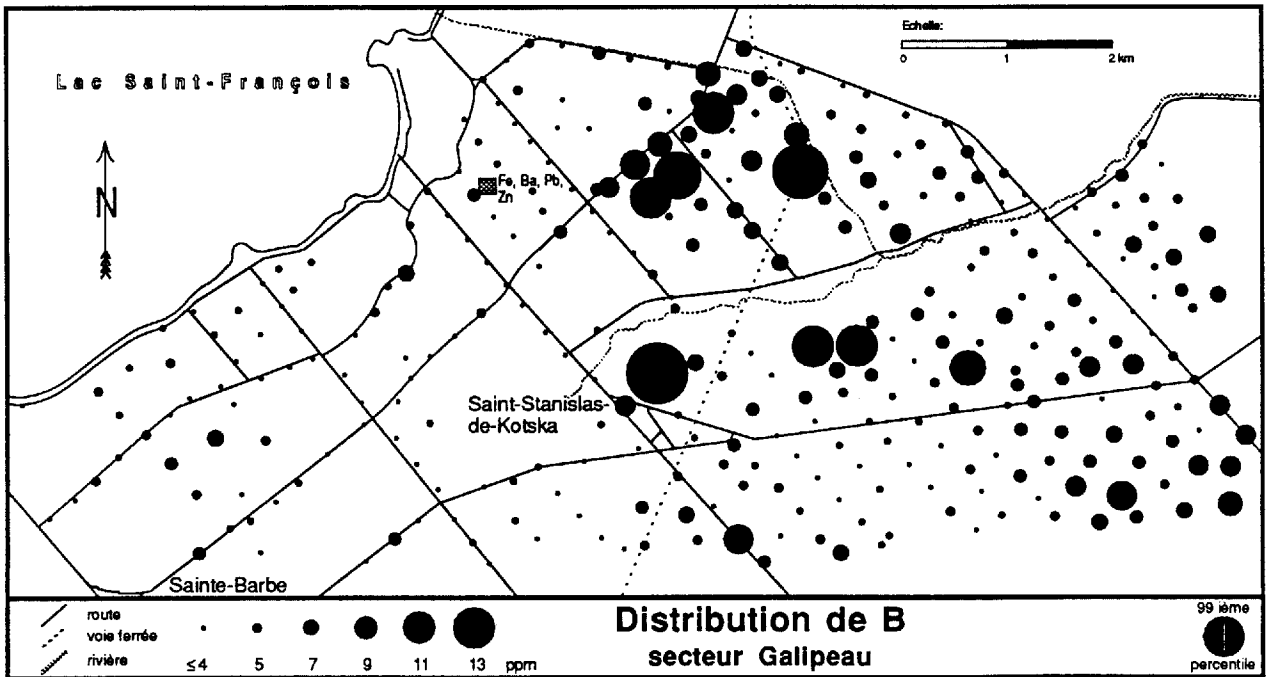 Echelle:
0 1 2 km
Lac Saint-François
N
Fe, Ba, Pb,
Zn
Saint-Stanislas-
de-Kotska
Sainte-Barbe
route
voie ferrée
rivière
≤4 5 7 9 11 13 ppm
Distribution de B
secteur Galipeau
99 ième
percentile